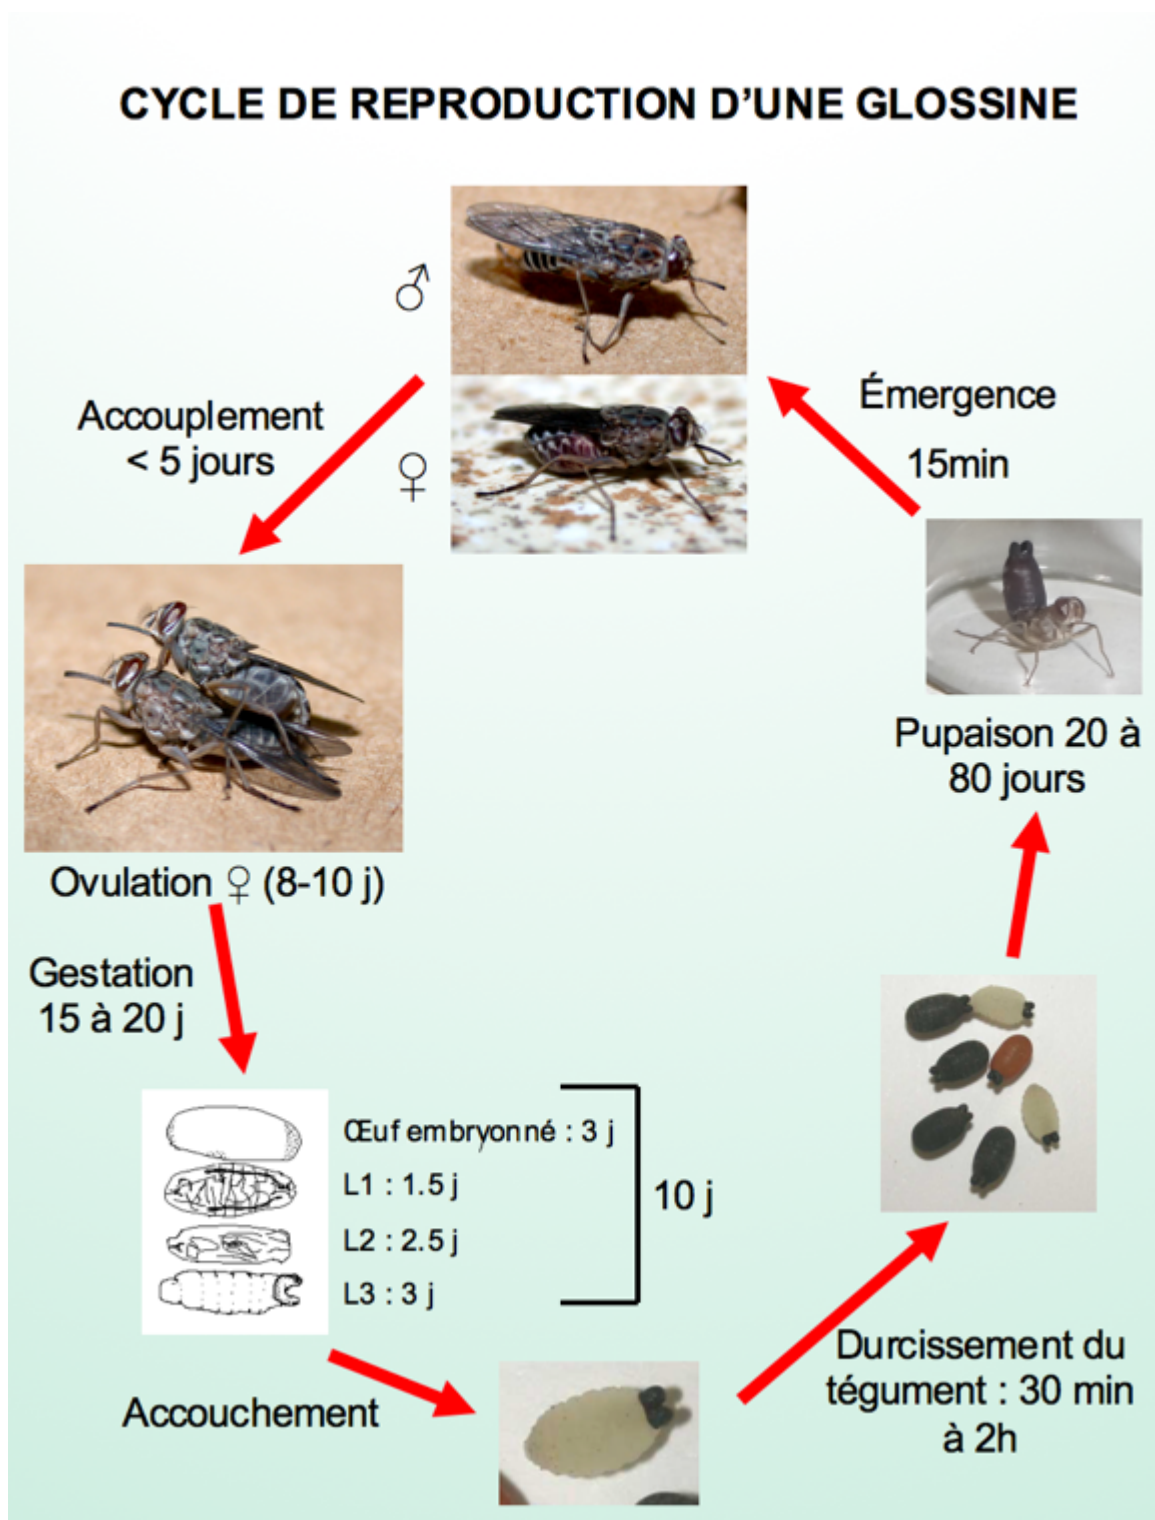 CYCLE DE REPRODUCTION D'UNE GLOSSINE
♂
Accouplement
< 5 jours
♀
Émergence
15min
Pupaison 20 à
80 jours
Ovulation ♀ (8-10 j)
Gestation
15 à 20 j
Œuf embryonné : 3 j
L1 : 1.5 j
L2 : 2.5 j
L3 : 3 j
10 j
Accouchement
Durcissement du
tégument : 30 min
à 2h